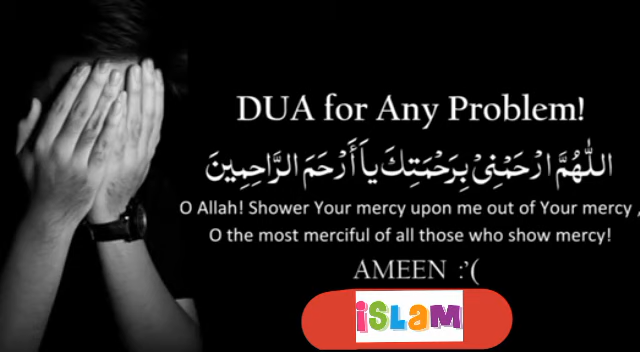 DUA for Any Problem!
اللّٰهُمَّ ارْحَمْنِيْ بِرَحْمَتِكَ يَا أَرْحَمَ الرَّاحِمِينَ
O Allah! Shower Your mercy upon me out of Your mercy ,
O the most merciful of all those who show mercy!
AMEEN :'(
iSLaM